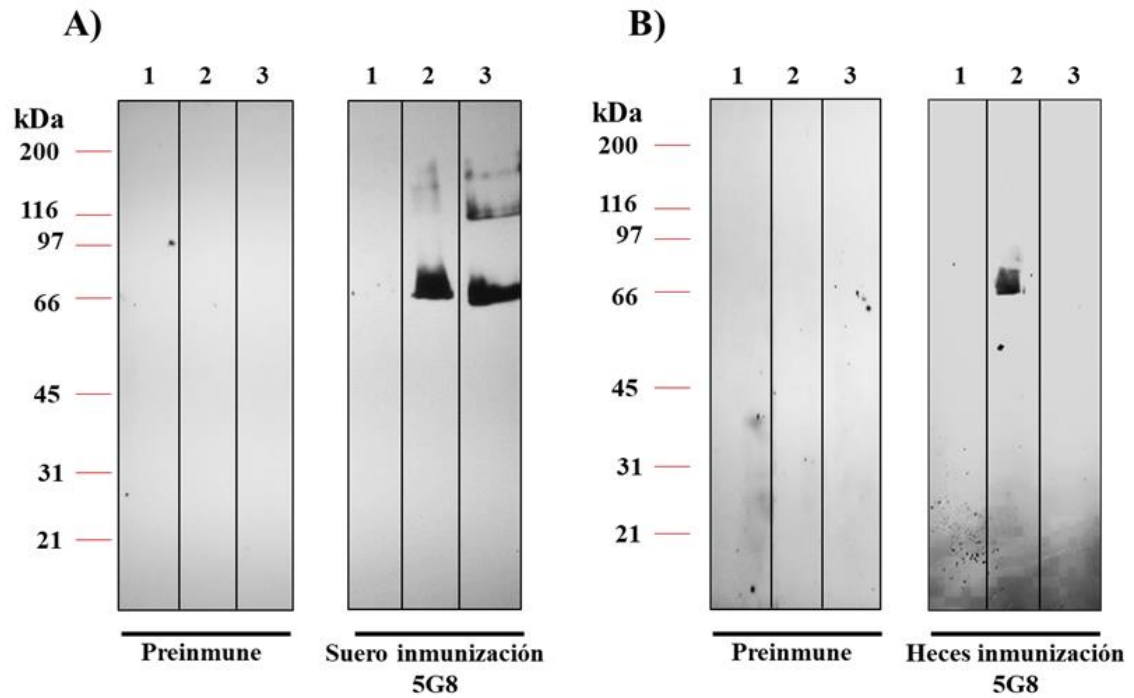 A)
1 2 3
1 2 3
kDa
200
116
97
66
45
31
21
Preinmune
Suero inmunización
5G8
B)
1 2 3
1 2 3
kDa
200
116
97
66
45
31
21
Preinmune
Heces inmunización
5G8